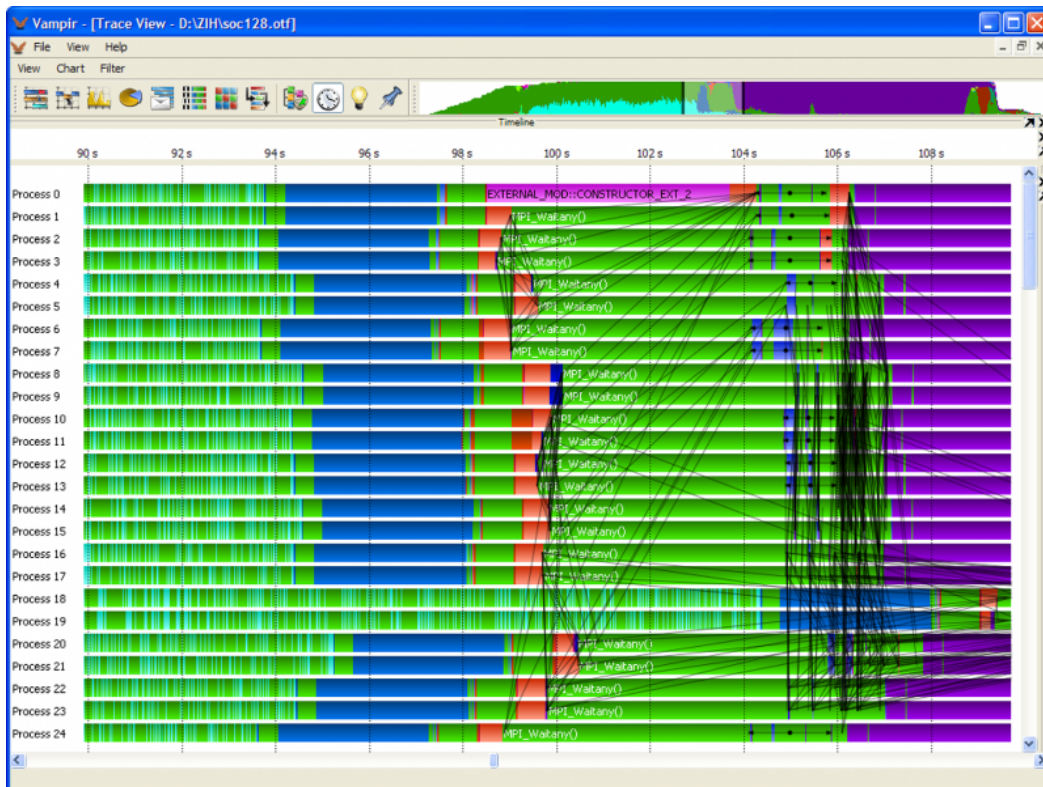 Vampir - [Trace View - D:\ZIH\soc128.otf]
File View Help
View Chart Filter
Timeline
90 s 92 s 94 s 96 s 98 s 100 s 102 s 104 s 106 s 108 s
Process 0 EXTERNAL_MOD::CONSTRUCTOR_EXT_2
Process 1 MPI_Waitany()
Process 2 MPI_Waitany()
Process 3 MPI_Waitany()
Process 4 MPI_Waitany()
Process 5 MPI_Waitany()
Process 6 MPI_Waitany()
Process 7 MPI_Waitany()
Process 8 MPI_Waitany()
Process 9 MPI_Waitany()
Process 10 MPI_Waitany()
Process 11 MPI_Waitany()
Process 12 MPI_Waitany()
Process 13 MPI_Waitany()
Process 14 MPI_Waitany()
Process 15 MPI_Waitany()
Process 16 MPI_Waitany()
Process 17 MPI_Waitany()
Process 18
Process 19
Process 20 MPI_Waitany()
Process 21 MPI_Waitany()
Process 22 MPI_Waitany()
Process 23 MPI_Waitany()
Process 24 MPI_Waitany()